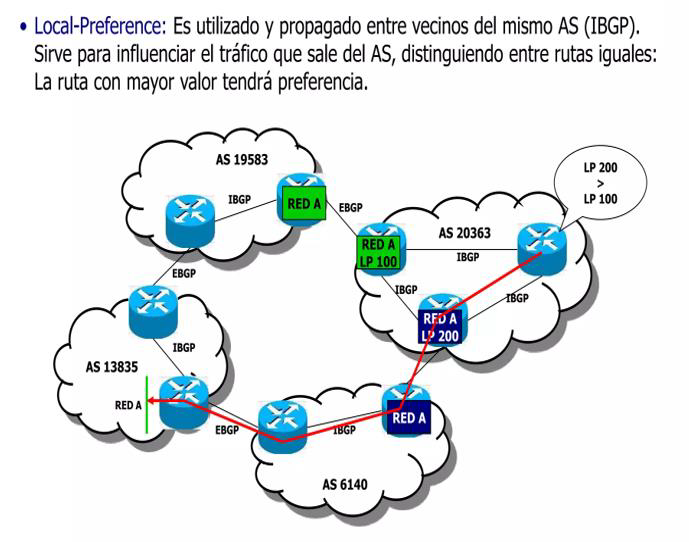 • Local-Preference: Es utilizado y propagado entre vecinos del mismo AS (IBGP).
Sirve para influenciar el tráfico que sale del AS, distinguiendo entre rutas iguales:
La ruta con mayor valor tendrá preferencia.
AS 19583
LP 200
>
LP 100
IBGP
RED A
EBGP
AS 20363
RED A
LP 100
IBGP
EBGP
IBGP
IBGP
RED A
LP 200
IBGP
AS 13835
RED A
EBGP
IBGP
RED A
AS 6140